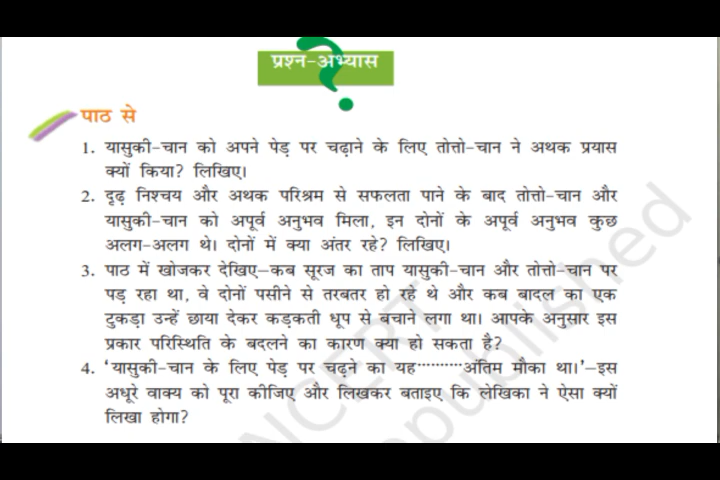 प्रश्न-अभ्यास
पाठ से
1. यासुकी-चान को अपने पेड़ पर चढ़ाने के लिए तोत्तो-चान ने अथक प्रयास
क्यों किया? लिखिए।
2. दृढ़ निश्चय और अथक परिश्रम से सफलता पाने के बाद तोत्तो-चान और
यासुकी-चान को अपूर्व अनुभव मिला, इन दोनों के अपूर्व अनुभव कुछ
अलग-अलग थे। दोनों में क्या अंतर रहे? लिखिए।
3. पाठ में खोजकर देखिए–कब सूरज का ताप यासुकी-चान और तोत्तो-चान पर
पड़ रहा था, वे दोनों पसीने से तरबतर हो रहे थे और कब बादल का एक
टुकड़ा उन्हें छाया देकर कड़कती धूप से बचाने लगा था। आपके अनुसार इस
प्रकार परिस्थिति के बदलने का कारण क्या हो सकता है?
4. ‘यासुकी-चान के लिए पेड़ पर चढ़ने का यह..........अंतिम मौका था।’–इस
अधूरे वाक्य को पूरा कीजिए और लिखकर बताइए कि लेखिका ने ऐसा क्यों
लिखा होगा?
NCERT
republished